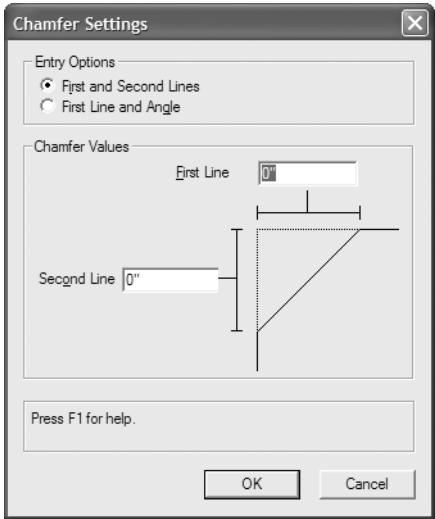 Chamfer Settings
Entry Options
First and Second Lines
First Line and Angle
Chamfer Values
First Line 0"
Second Line 0"
Press F1 for help.
OK Cancel